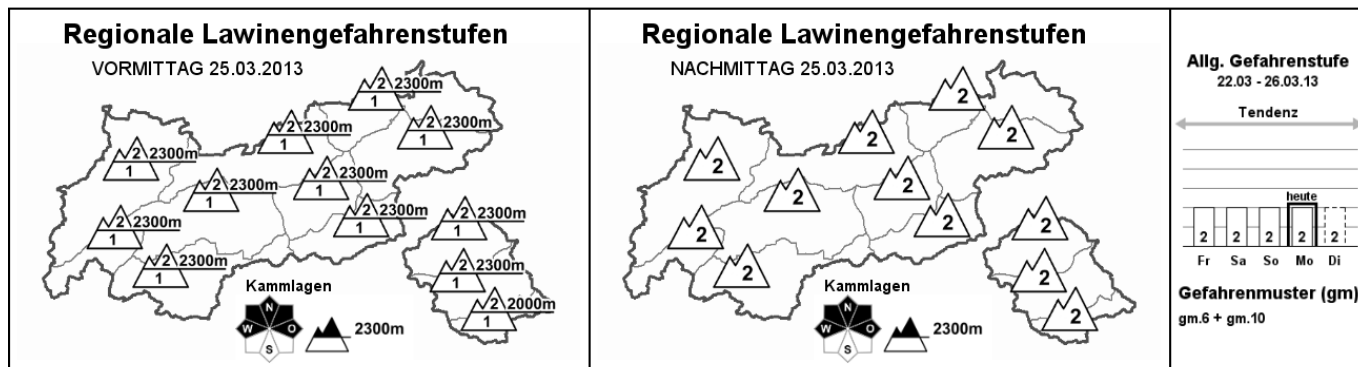 Regionale Lawinengefahrenstufen
VORMITTAG 25.03.2013
2 2300m
1
2 2300m
1
2 2300m
1
2 2300m
1
2 2300m
1
2 2300m
1
2 2300m
1
2 2300m
1
2 2300m
1
2 2300m
1
2 2300m
1
2 2000m
1
Kammlagen
N
W O
S
2300m
Regionale Lawinengefahrenstufen
NACHMITTAG 25.03.2013
2
2
2
2
2
2
2
2
2
2
2
2
Kammlagen
N
W O
S
2300m
Allg. Gefahrenstufe
22.03 - 26.03.13
Tendenz
heute
2 2 2 2 2
Fr Sa So Mo Di
Gefahrenmuster (gm)
gm.6 + gm.10